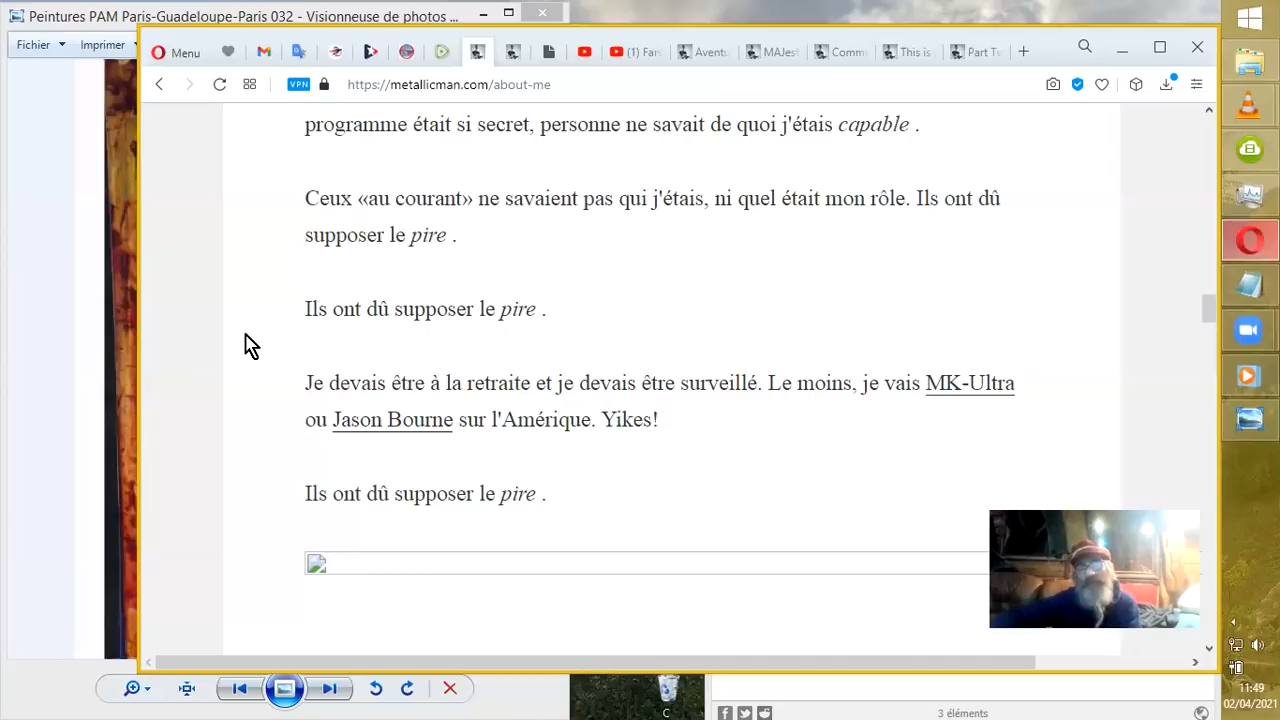 Peintures PAM Paris-Guadeloupe-Paris 032 - Visionneuse de photos ...
Fichier Imprimer
Menu
(1) Fan
Aventu
MAJest
Comm
This is
Part Tv
VPN https://metallicman.com/about-me
programme était si secret, personne ne savait de quoi j'étais capable .
Ceux «au courant» ne savaient pas qui j'étais, ni quel était mon rôle. Ils ont dû
supposer le pire .
Ils ont dû supposer le pire .
Je devais être à la retraite et je devais être surveillé. Le moins, je vais MK-Ultra
ou Jason Bourne sur l'Amérique. Yikes!
Ils ont dû supposer le pire .
C
3 éléments
11:49
02/04/2021